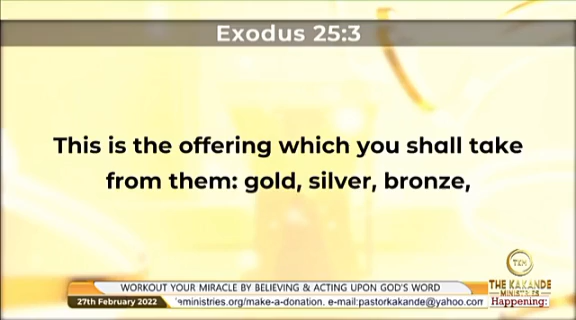 Exodus 25:3
This is the offering which you shall take
from them: gold, silver, bronze,
TKM
THE KAKANDE
MINISTRIES
WORKOUT YOUR MIRACLE BY BELIEVING & ACTING UPON GOD'S WORD
27th February 2022 'eministries.org/make-a-donation. e-mail:pastorkakande@yahoo.com Happening: